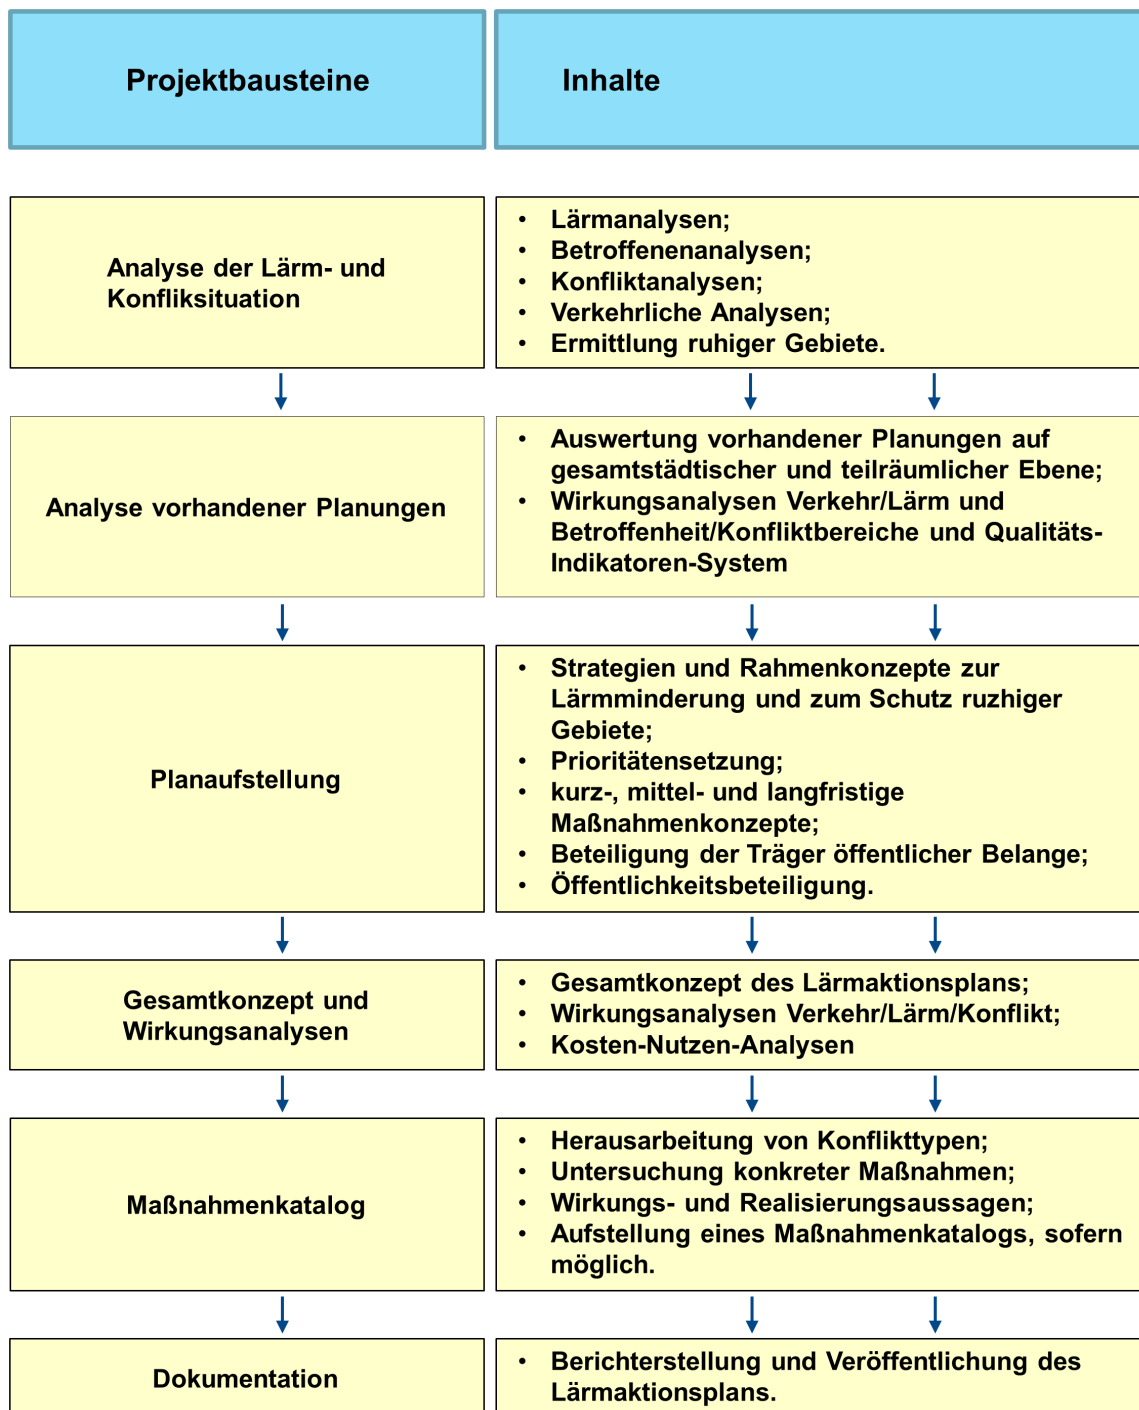 Projektbausteine
Inhalte
Analyse der Lärm- und
Konfliksituation
• Lärmanalysen;
• Betroffenenanalysen;
• Konfliktanalysen;
• Verkehrliche Analysen;
• Ermittlung ruhiger Gebiete.
Analyse vorhandener Planungen
• Auswertung vorhandener Planungen auf
gesamtstädtischer und teilräumlicher Ebene;
• Wirkungsanalysen Verkehr/Lärm und
Betroffenheit/Konfliktbereiche und Qualitäts-
Indikatoren-System
Planaufstellung
• Strategien und Rahmenkonzepte zur
Lärmminderung und zum Schutz ruzhiger
Gebiete;
• Prioritätensetzung;
• kurz-, mittel- und langfristige
Maßnahmenkonzepte;
• Beteiligung der Träger öffentlicher Belange;
• Öffentlichkeitsbeteiligung.
Gesamtkonzept und
Wirkungsanalysen
• Gesamtkonzept des Lärmaktionsplans;
• Wirkungsanalysen Verkehr/Lärm/Konflikt;
• Kosten-Nutzen-Analysen
Maßnahmenkatalog
• Herausarbeitung von Konflikttypen;
• Untersuchung konkreter Maßnahmen;
• Wirkungs- und Realisierungsaussagen;
• Aufstellung eines Maßnahmenkatalogs, sofern
möglich.
Dokumentation
• Berichterstellung und Veröffentlichung des
Lärmaktionsplans.